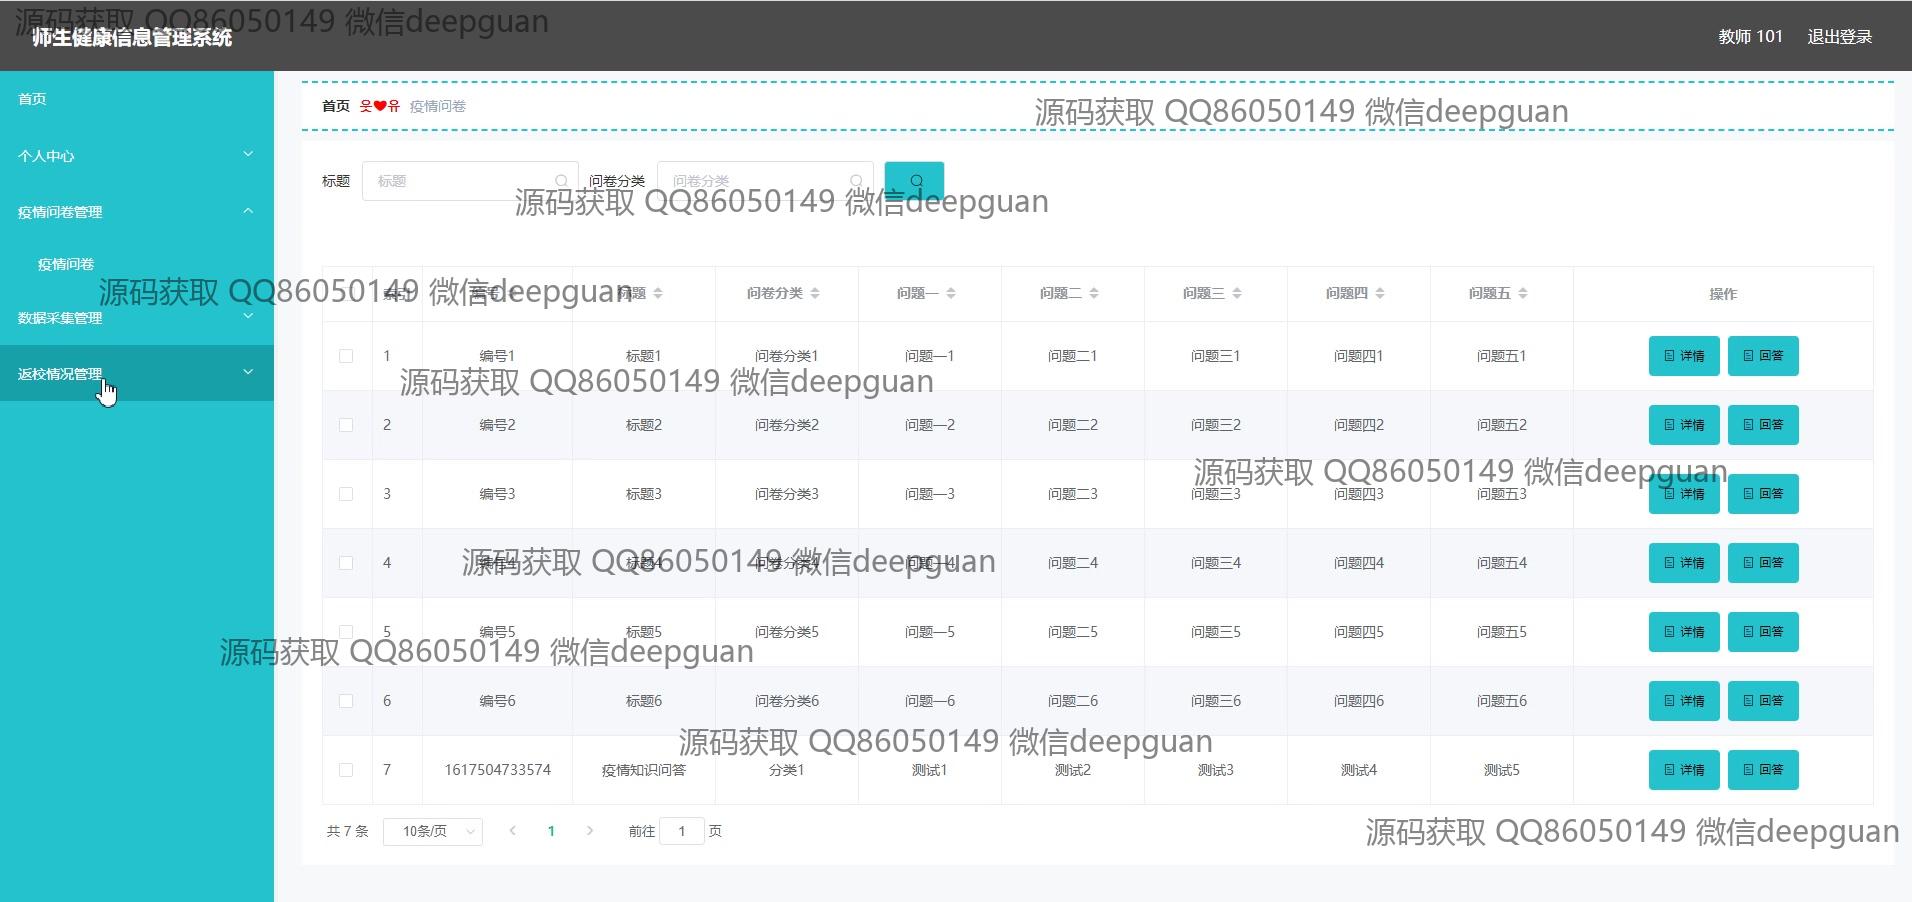 源码获取 QQ86050149 微信deepguan
师生健康信息管理系统
教师 101 退出登录
首页
个人中心
疫情问卷管理
疫情问卷
数据采集管理
返校情况管理
首页 웃❤유 疫情问卷
源码获取 QQ86050149 微信deepguan
标题 标题 问卷分类 问卷分类
源码获取 QQ86050149 微信deepguan
源码获取 QQ86050149 微信deepguan
索引 编号 标题 问卷分类 问题一 问题二 问题三 问题四 问题五 操作
1 编号1 标题1 问卷分类1 问题一1 问题二1 问题三1 问题四1 问题五1 详情 回答
源码获取 QQ86050149 微信deepguan
2 编号2 标题2 问卷分类2 问题一2 问题二2 问题三2 问题四2 问题五2 详情 回答
源码获取 QQ86050149 微信deepguan
3 编号3 标题3 问卷分类3 问题一3 问题二3 问题三3 问题四3 问题五3 详情 回答
4 编号4 标题4 问卷分类4 问题一4 问题二4 问题三4 问题四4 问题五4 详情 回答
源码获取 QQ86050149 微信deepguan
5 编号5 标题5 问卷分类5 问题一5 问题二5 问题三5 问题四5 问题五5 详情 回答
源码获取 QQ86050149 微信deepguan
6 编号6 标题6 问卷分类6 问题一6 问题二6 问题三6 问题四6 问题五6 详情 回答
源码获取 QQ86050149 微信deepguan
7 1617504733574 疫情知识问答 分类1 测试1 测试2 测试3 测试4 测试5 详情 回答
共 7 条 10条/页 1 前往 1 页
源码获取 QQ86050149 微信deepguan